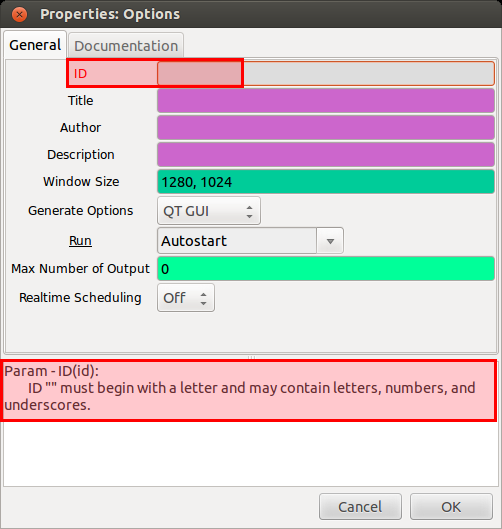 Properties: Options
General Documentation
ID
Title
Author
Description
Window Size 1280, 1024
Generate Options QT GUI
Run Autostart
Max Number of Output 0
Realtime Scheduling Off
Param - ID(id):
ID "" must begin with a letter and may contain letters, numbers, and
underscores.
Cancel OK